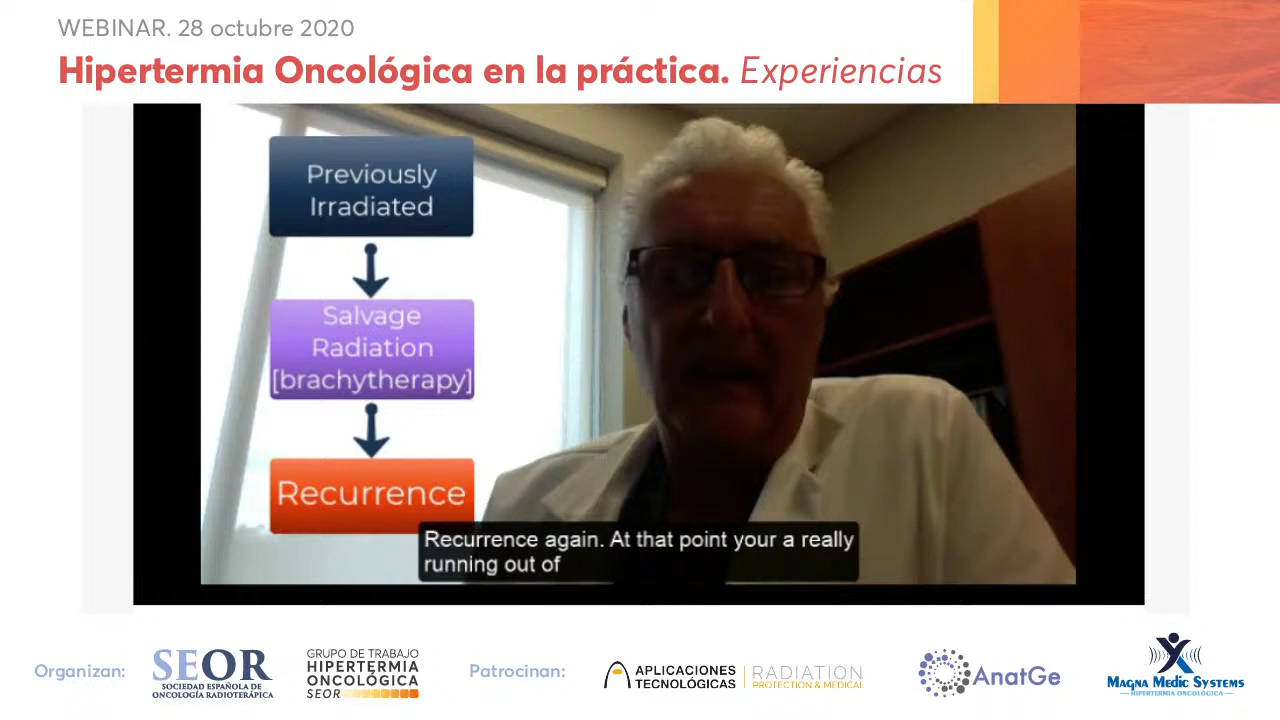 WEBINAR. 28 octubre 2020
Hipertermia Oncológica en la práctica. Experiencias
Previously
Irradiated
Salvage
Radiation
[brachytherapy]
Recurrence
Recurrence again. At that point your a really
running out of
Organizan:
SEOR
SOCIEDAD ESPAÑOLA DE
ONCOLOGÍA RADIOTERÁPICA
GRUPO DE TRABAJO
HIPERTERMIA
ONCOLÓGICA
SEOR
Patrocinan:
APLICACIONES
TECNOLÓGICAS
RADIATION
PROTECTION & MEDICAL
AnatGe
MAGNA MEDIC SYSTEMS
HIPERTERMIA ONCOLÓGICA